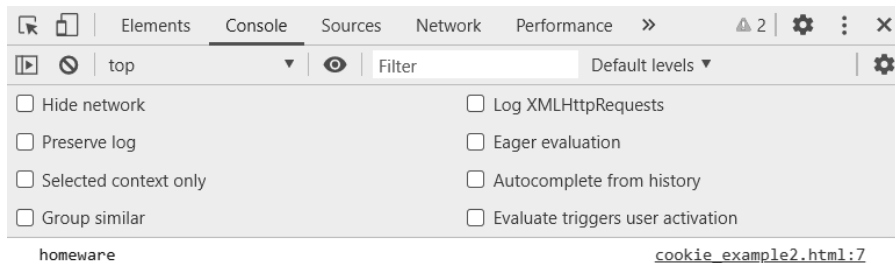 Elements Console Sources Network Performance » 2
top ▼ Filter Default levels ▼
Hide network Log XMLHttpRequests
Preserve log Eager evaluation
Selected context only Autocomplete from history
Group similar Evaluate triggers user activation
homeware cookie_example2.html:7